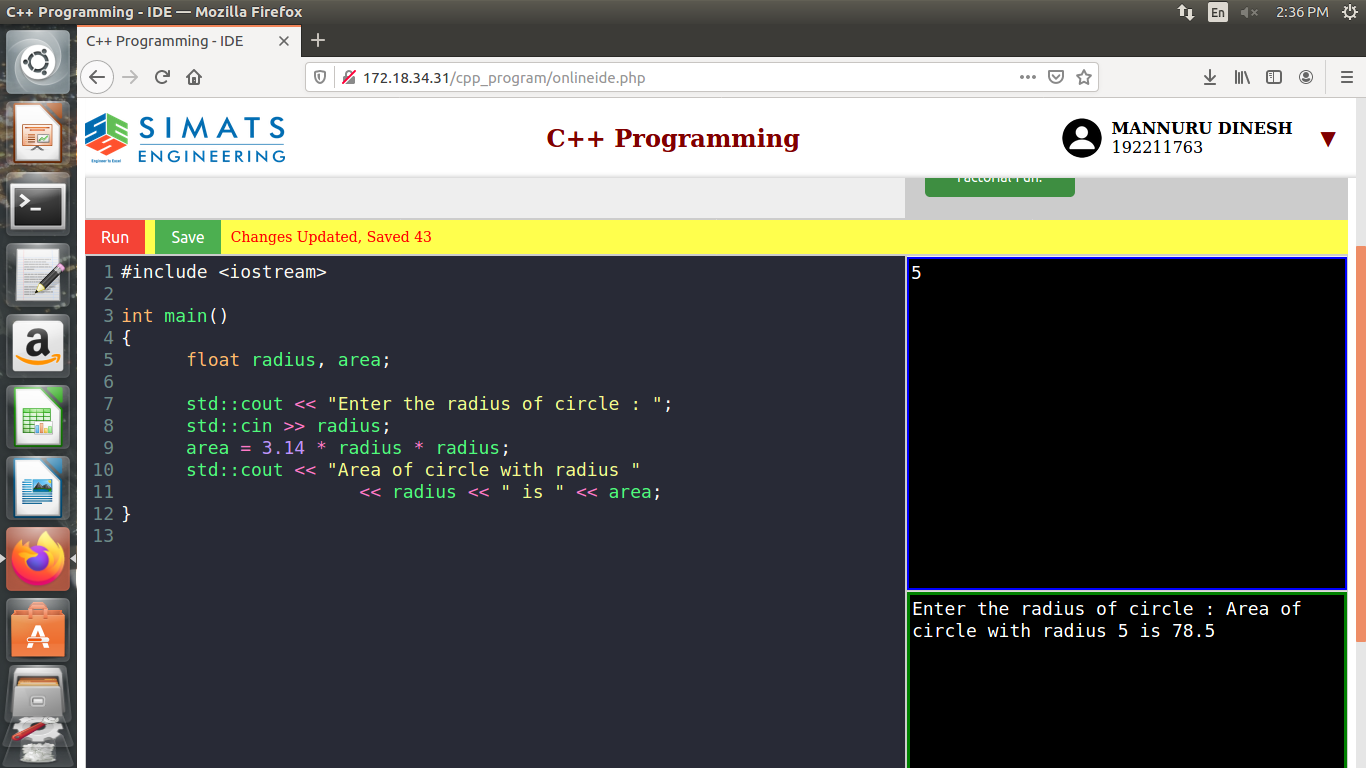 C++ Programming - IDE — Mozilla Firefox
En
2:36 PM
C++ Programming - IDE
172.18.34.31/cpp_program/onlineide.php
SIMATS
ENGINEERING
Engineer to Excel
C++ Programming
MANNURU DINESH
192211763
▼
Factorial Fun.
Run
Save
Changes Updated, Saved 43
1 #include <iostream>
2
3 int main()
4 {
5 float radius, area;
6
7 std::cout << "Enter the radius of circle : ";
8 std::cin >> radius;
9 area = 3.14 * radius * radius;
10 std::cout << "Area of circle with radius "
11 << radius << " is " << area;
12 }
13
5
Enter the radius of circle : Area of
circle with radius 5 is 78.5